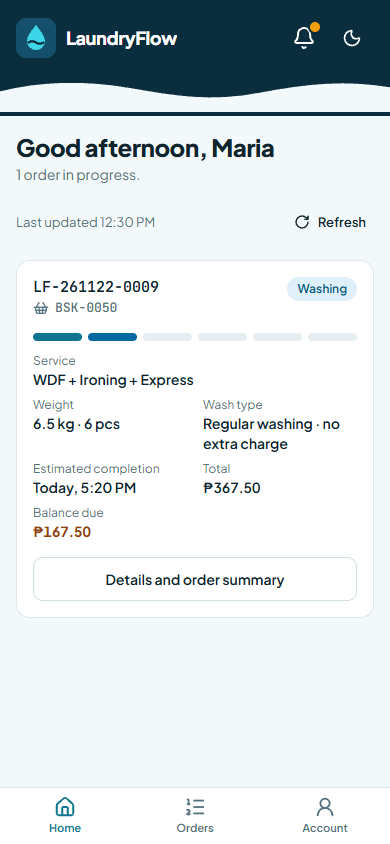 LaundryFlow
Good afternoon, Maria
1 order in progress.
Last updated 12:30 PM
Refresh
LF-261122-0009
Washing
BSK-0050
Service
WDF + Ironing + Express
Weight
Wash type
6.5 kg · 6 pcs
Regular washing · no
extra charge
Estimated completion
Total
Today, 5:20 PM
₱367.50
Balance due
₱167.50
Details and order summary
Home
Orders
Account